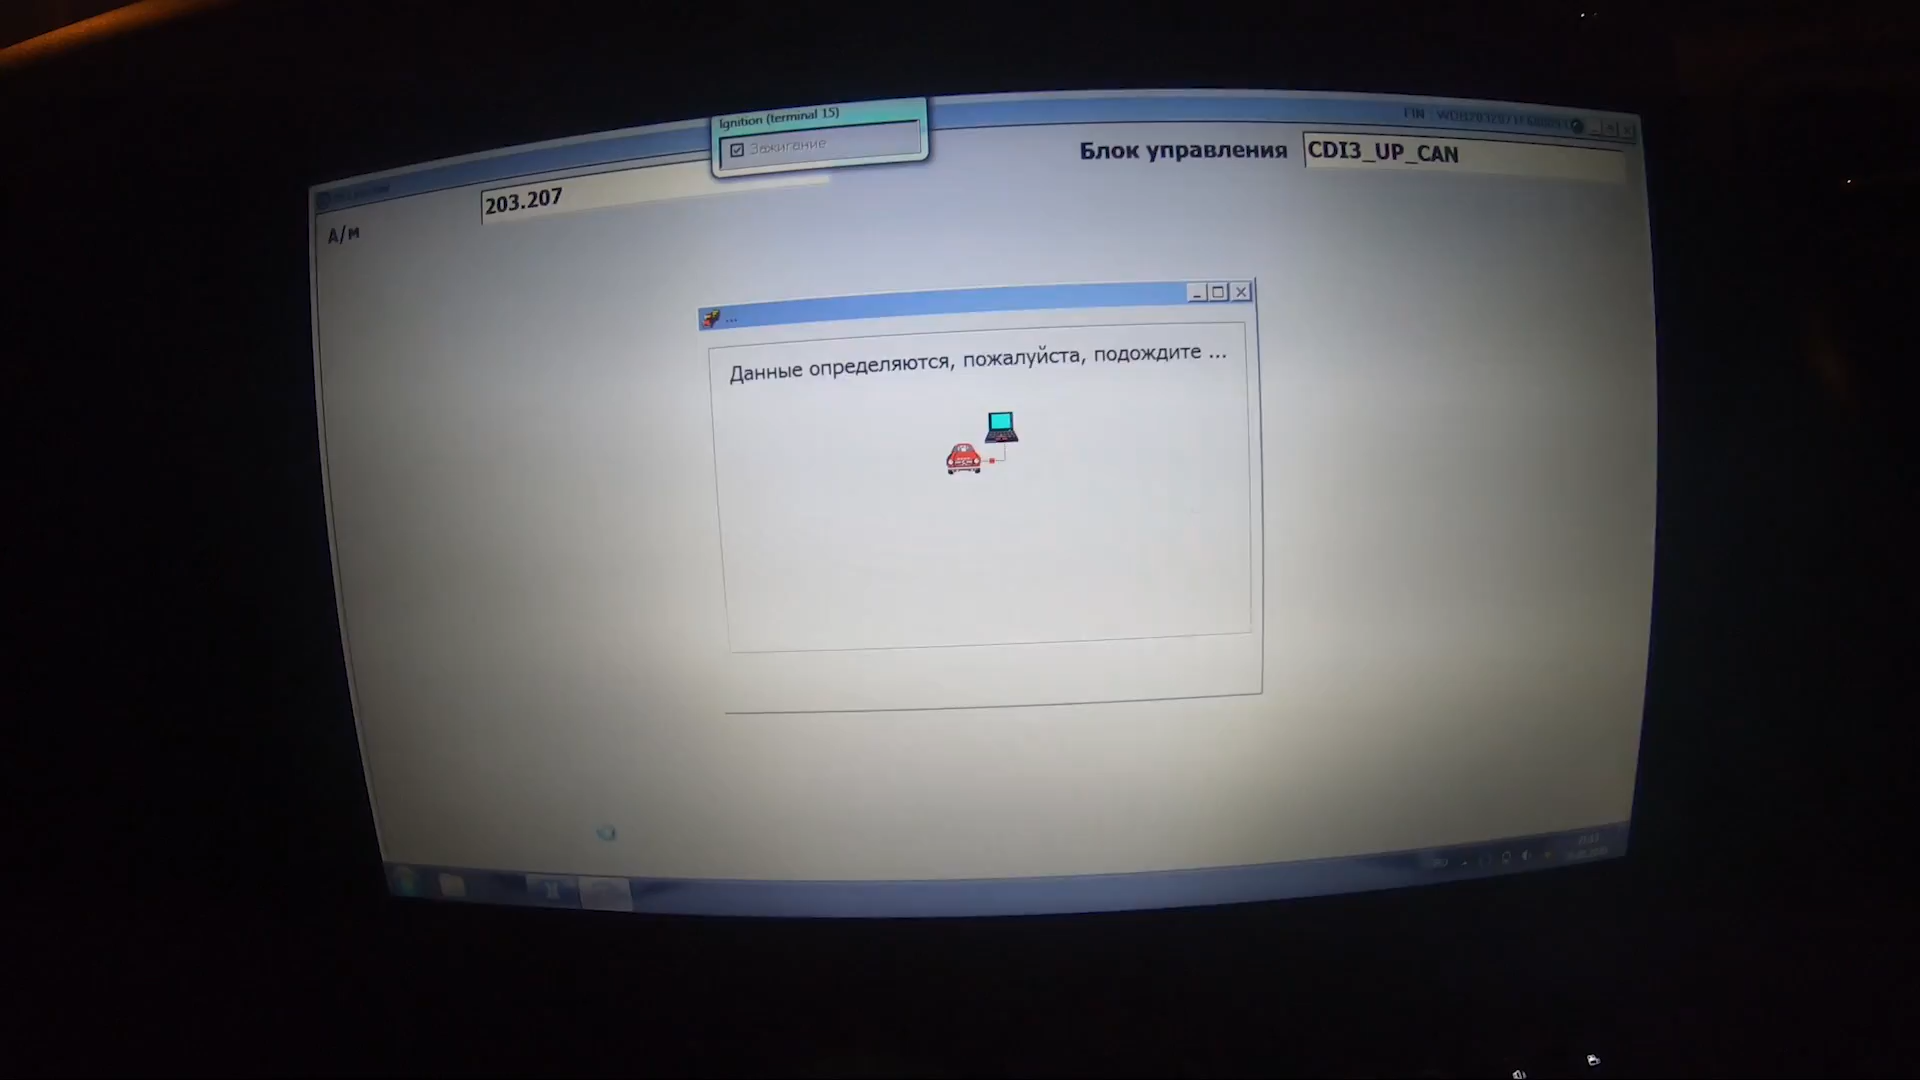 Ignition (terminal 15)
Зажигание
Блок управления
CDI3_UP_CAN
203.207
А/м
...
Данные определяются, пожалуйста, подождите ...